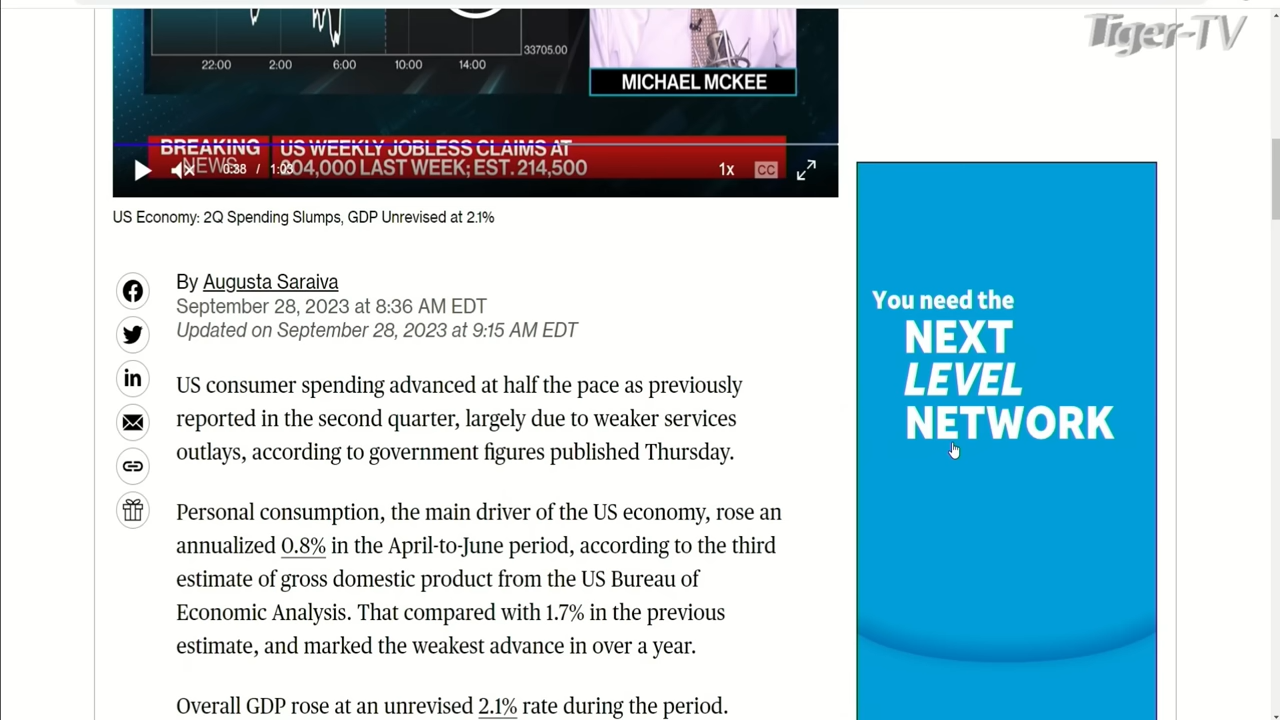 Tiger-TV
33705.00
22:00 2:00 6:00 10:00 14:00
MICHAEL MCKEE
BREAKING NEWS
US WEEKLY JOBLESS CLAIMS AT
204,000 LAST WEEK; EST. 214,500
0:38 / 1:09
1x
CC
US Economy: 2Q Spending Slumps, GDP Unrevised at 2.1%
By Augusta Saraiva
September 28, 2023 at 8:36 AM EDT
Updated on September 28, 2023 at 9:15 AM EDT
in
US consumer spending advanced at half the pace as previously
reported in the second quarter, largely due to weaker services
outlays, according to government figures published Thursday.
Personal consumption, the main driver of the US economy, rose an
annualized 0.8% in the April-to-June period, according to the third
estimate of gross domestic product from the US Bureau of
Economic Analysis. That compared with 1.7% in the previous
estimate, and marked the weakest advance in over a year.
Overall GDP rose at an unrevised 2.1% rate during the period.
You need the
NEXT
LEVEL
NETWORK